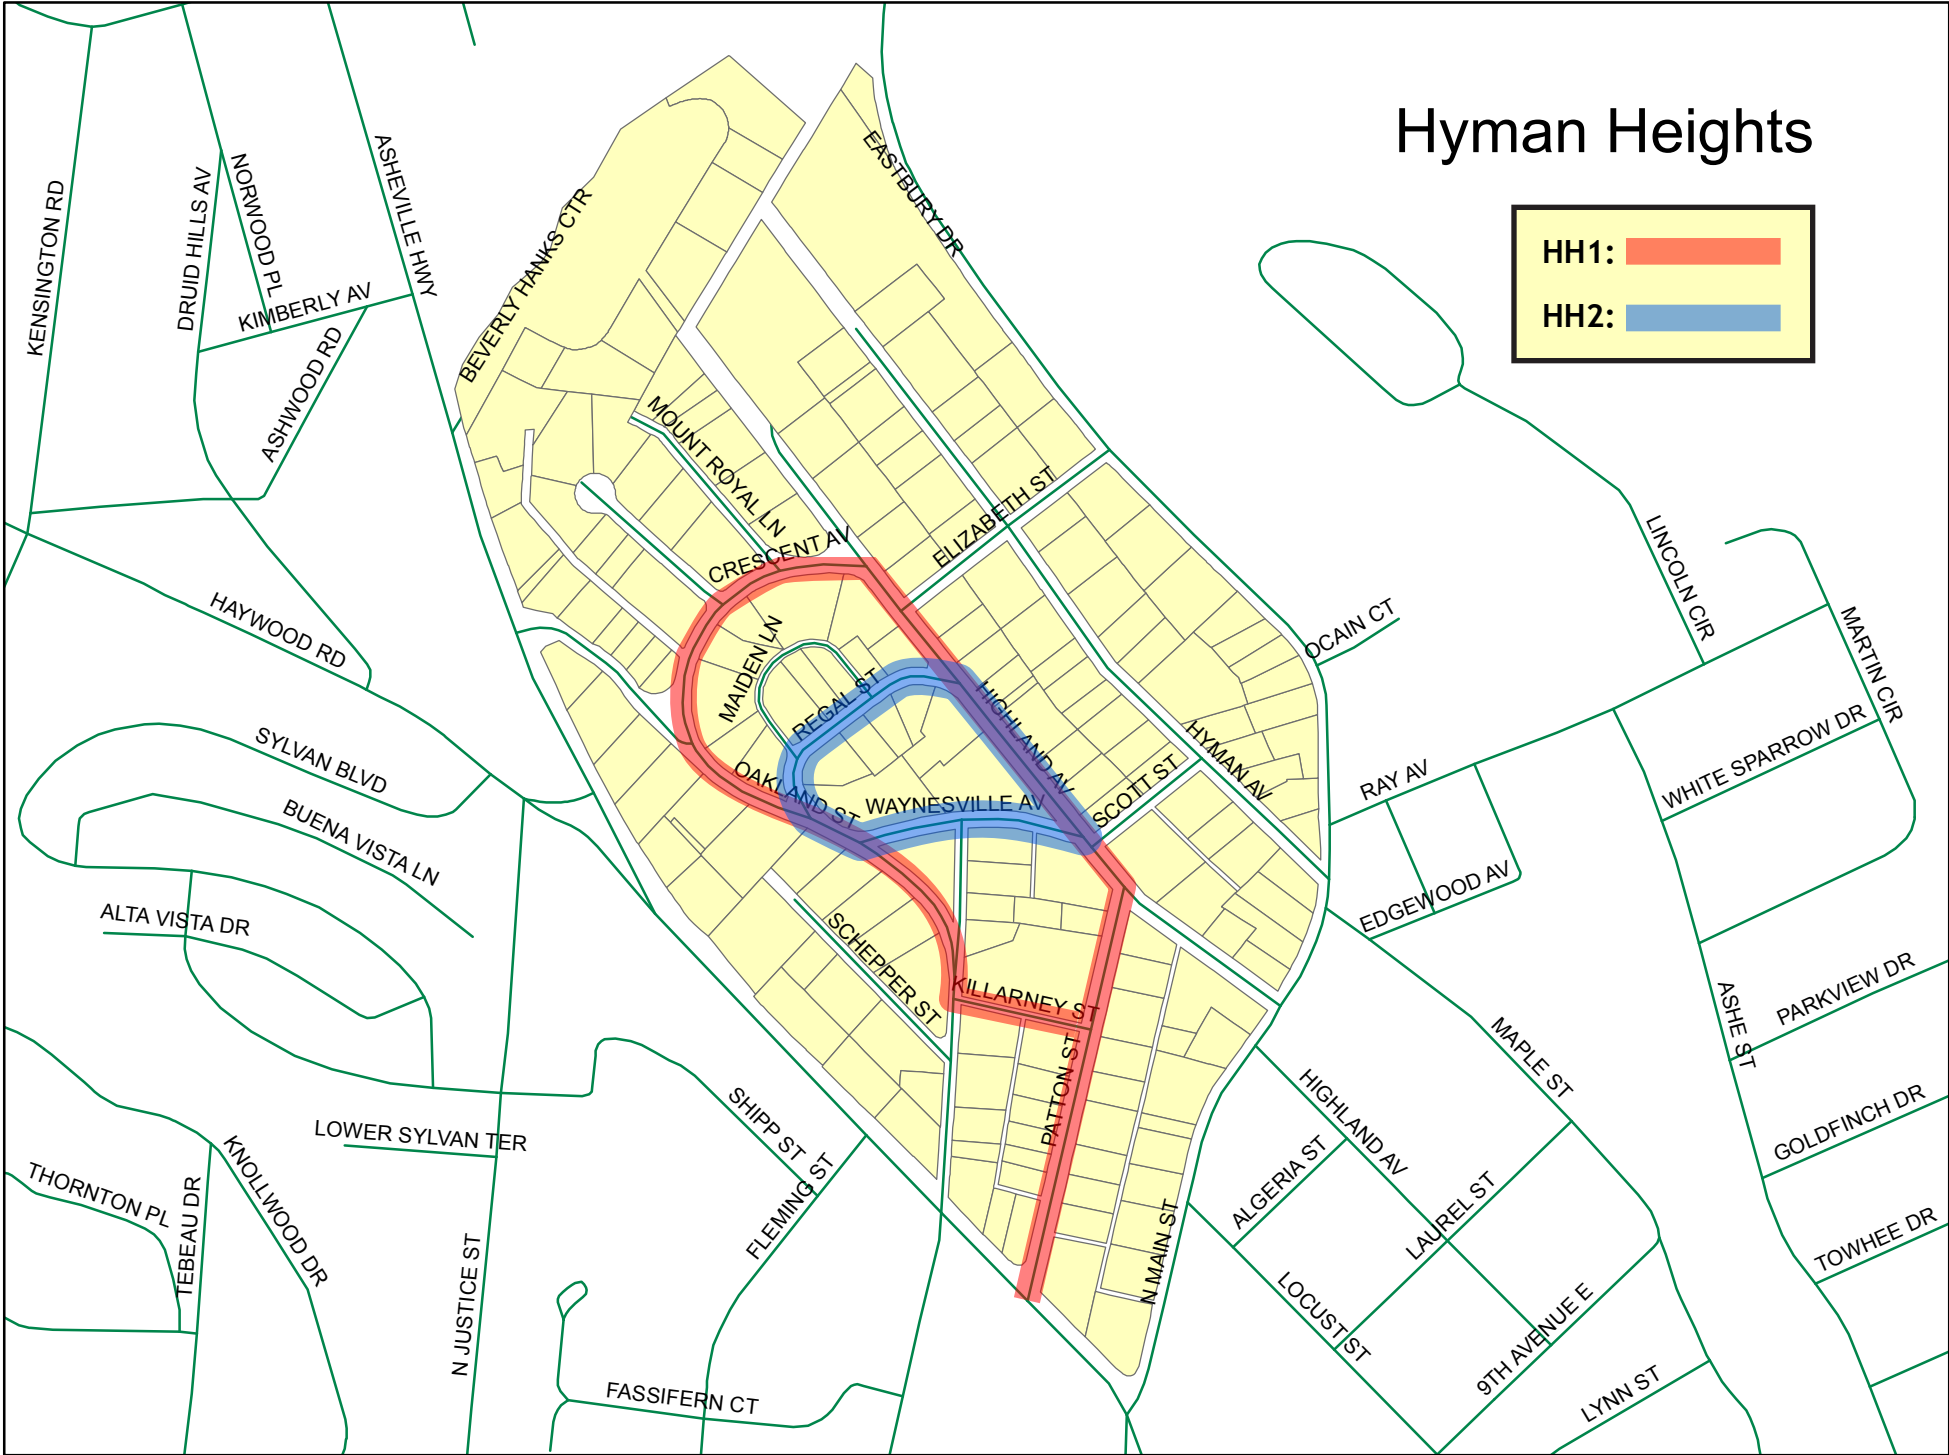 Hyman Heights
HH1:
HH2:
KENSINGTON RD
DRUID HILLS AV
NORWOOD PL
KIMBERLY AV
ASHWOOD RD
ASHEVILLE HWY
BEVERLY HANKS CTR
EASTBURY DR
MOUNT ROYAL LN
CRESCENT AV
ELIZABETH ST
HAYWOOD RD
MAIDEN LN
REGAL ST
HIGHLAND AV
HYMAN AV
SCOTT ST
OAKLAND ST
WAYNESVILLE AV
OCAIN CT
LINCOLN CIR
MARTIN CIR
WHITE SPARROW DR
RAY AV
EDGEWOOD AV
SYLVAN BLVD
BUENA VISTA LN
ALTA VISTA DR
SCHEPPER ST
KILLARNEY ST
PATTON ST
PARKVIEW DR
ASHE ST
MAPLE ST
GOLDFINCH DR
TOWHEE DR
HIGHLAND AV
ALGERIA ST
LAUREL ST
LOCUST ST
9TH AVENUE E
LYNN ST
N MAIN ST
SHIPP ST
FLEMING ST
LOWER SYLVAN TER
KNOLLWOOD DR
THORNTON PL
TEBEAU DR
N JUSTICE ST
FASSIFERN CT